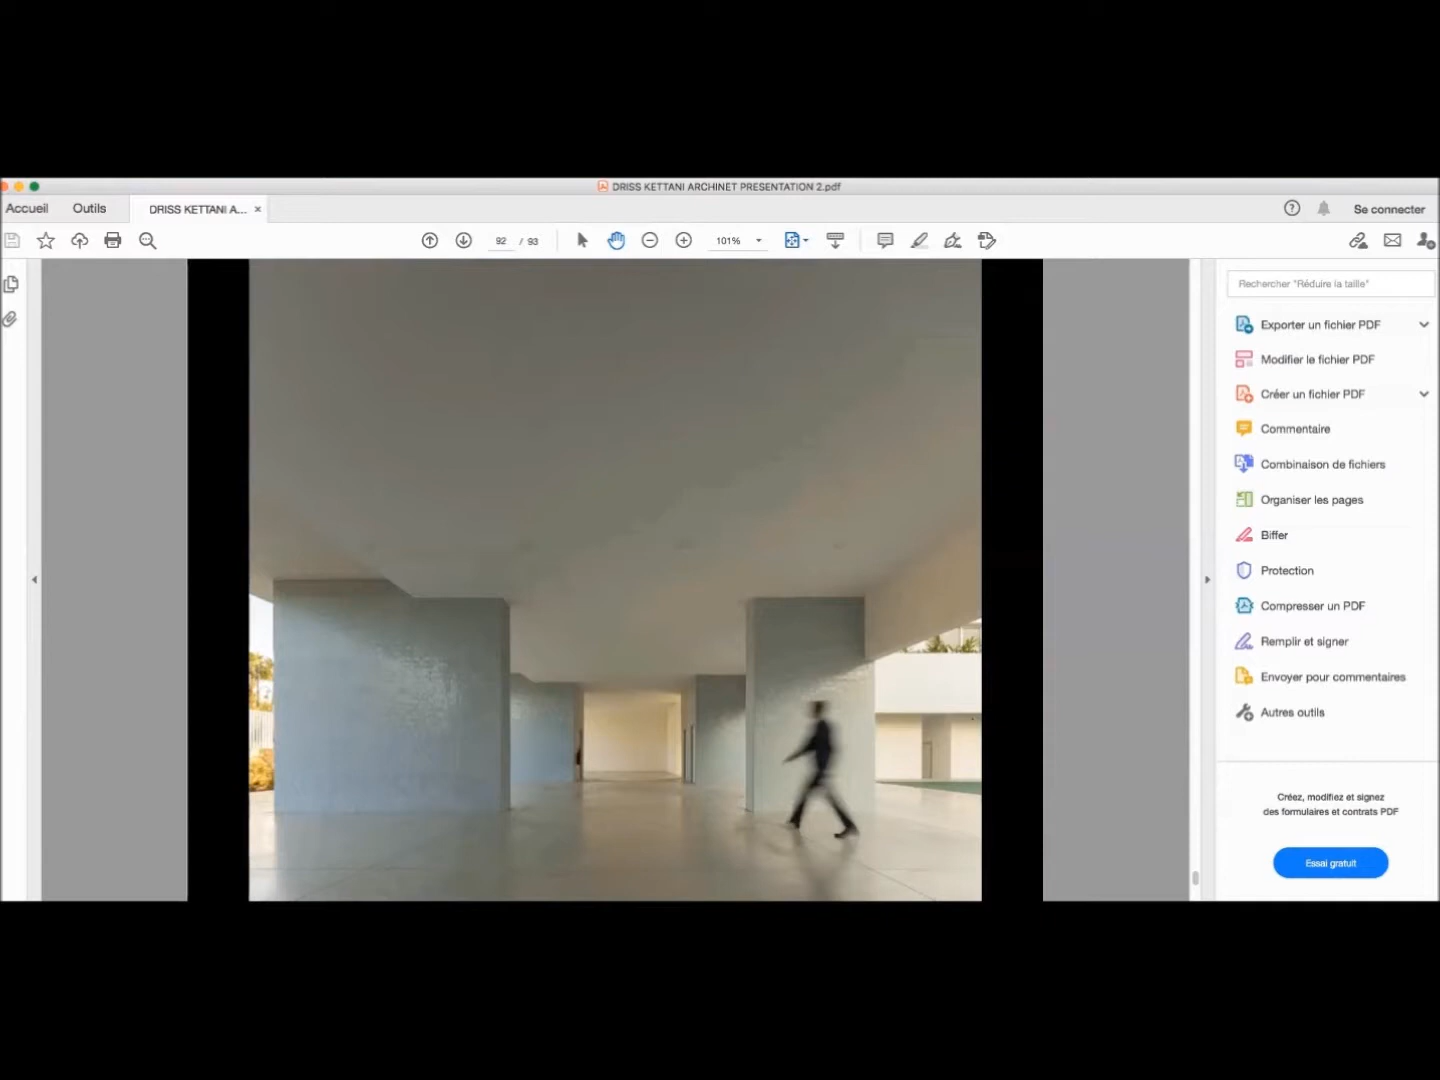 DRISS KETTANI ARCHINET PRESENTATION 2.pdf
Accueil
Outils
DRISS KETTANI A...
Se connecter
92 / 93
101%
Rechercher "Réduire la taille"
Exporter un fichier PDF
Modifier le fichier PDF
Créer un fichier PDF
Commentaire
Combinaison de fichiers
Organiser les pages
Biffer
Protection
Compresser un PDF
Remplir et signer
Envoyer pour commentaires
Autres outils
Créez, modifiez et signez
des formulaires et contrats PDF
Essai gratuit